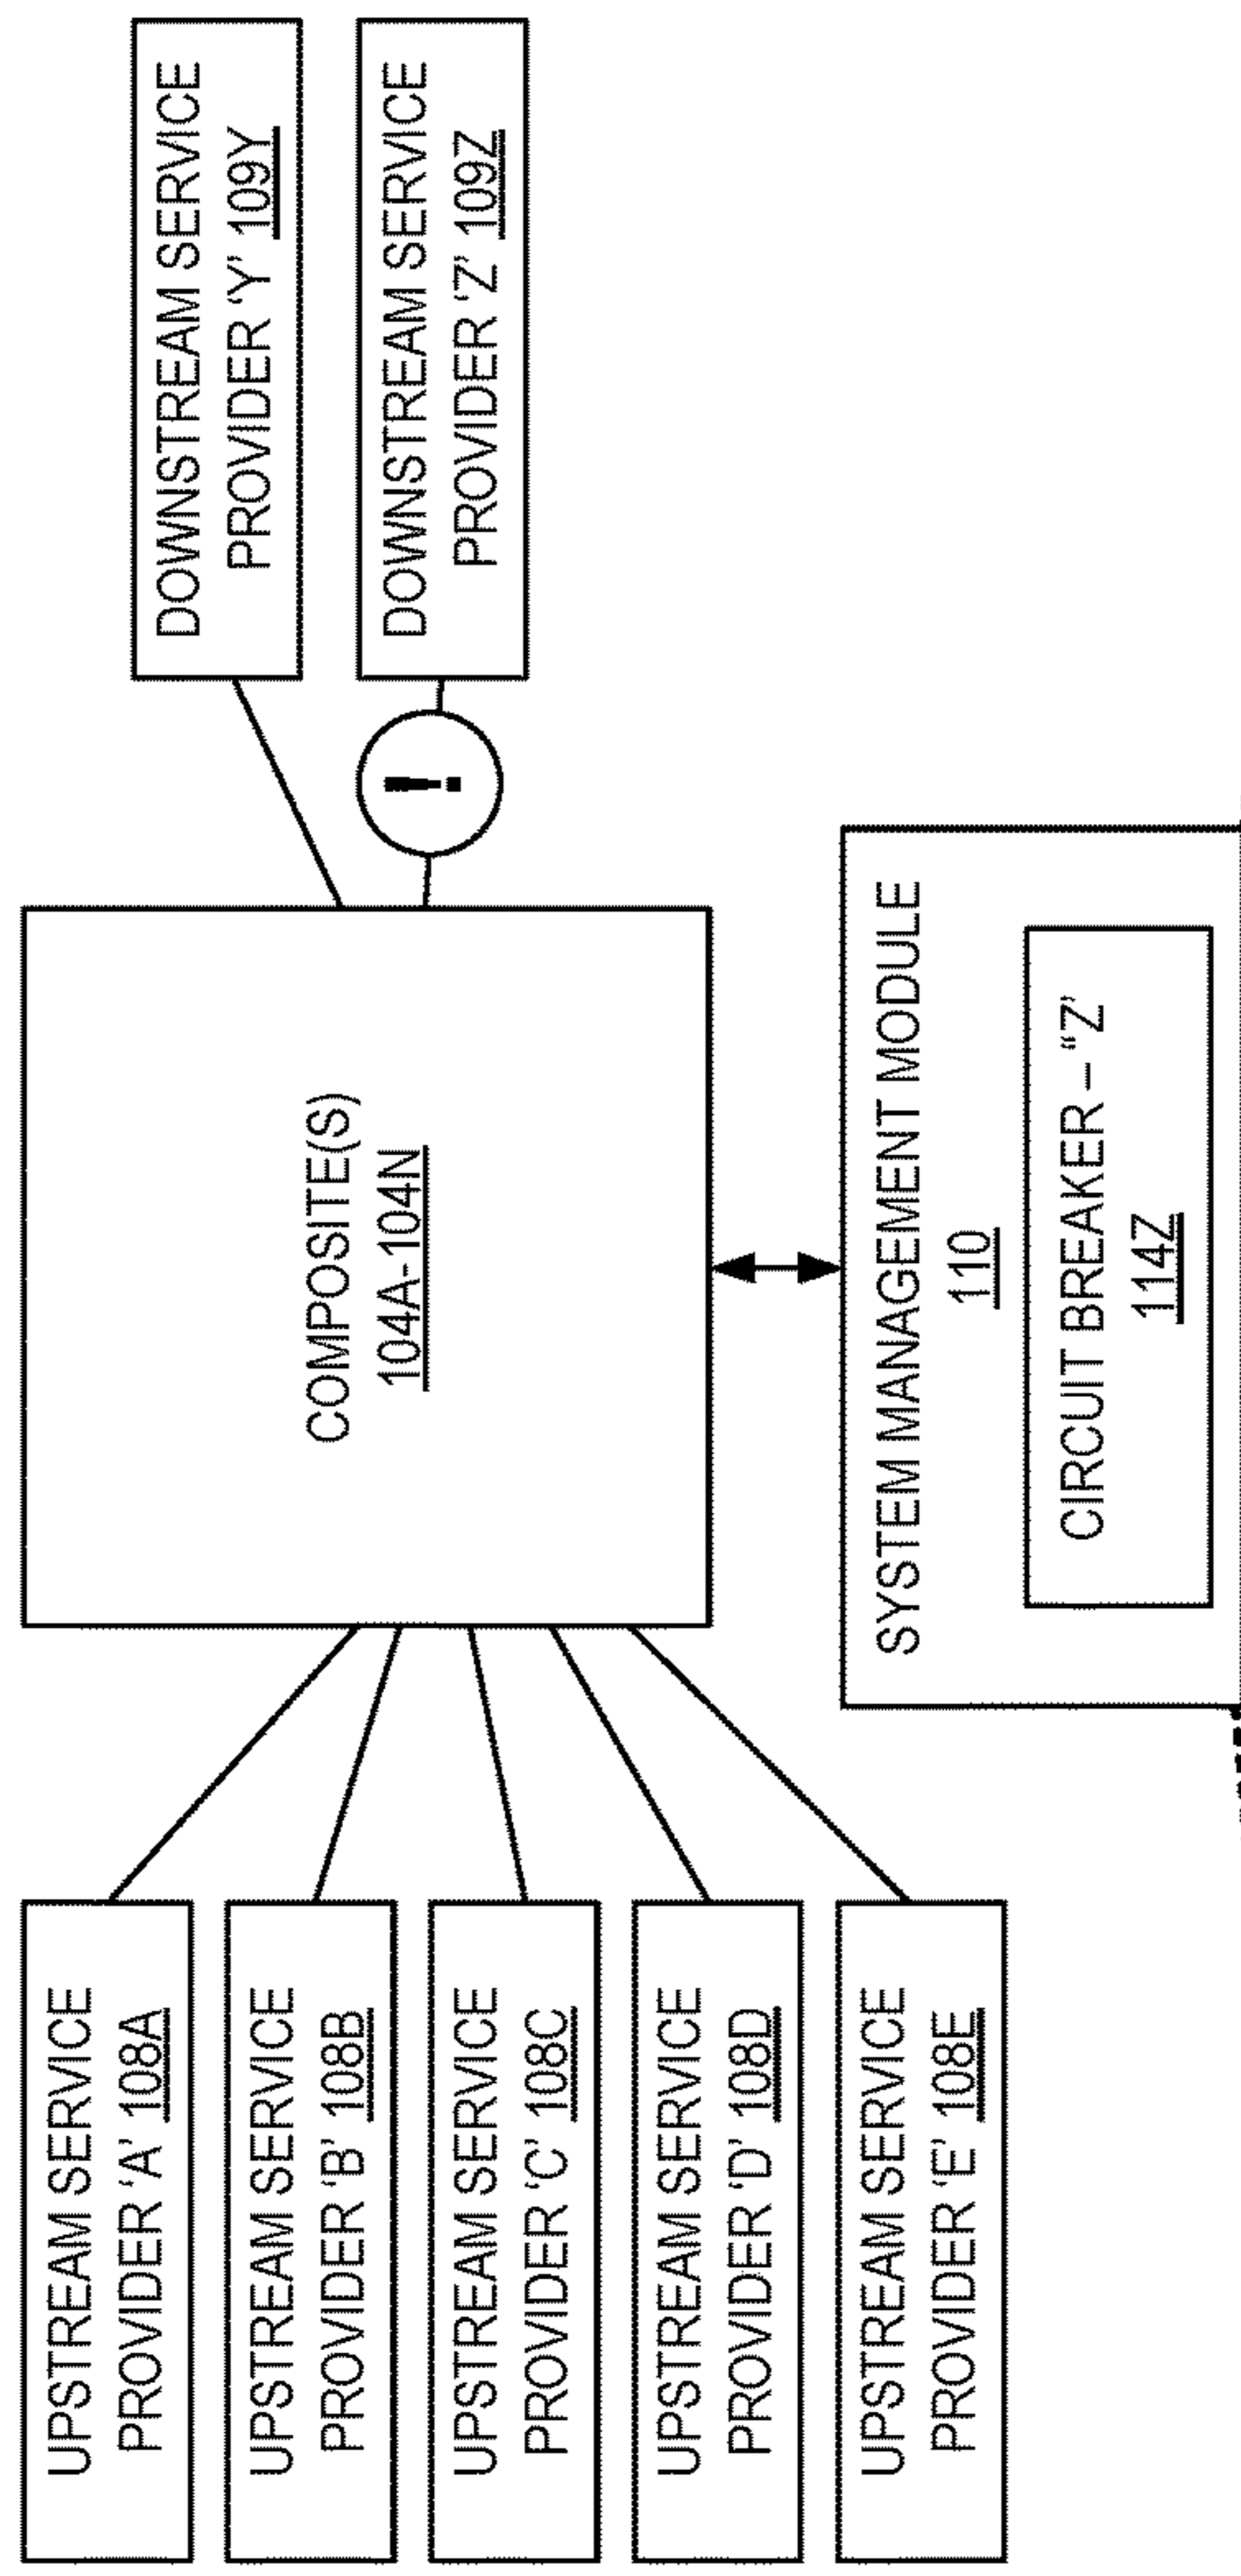 UPSTREAM SERVICE
PROVIDER 'A' 108A
UPSTREAM SERVICE
PROVIDER 'B' 108B
UPSTREAM SERVICE
PROVIDER 'C' 108C
UPSTREAM SERVICE
PROVIDER 'D' 108D
UPSTREAM SERVICE
PROVIDER 'E' 108E
COMPOSITE(S)
104A-104N
!
DOWNSTREAM SERVICE
PROVIDER 'Y' 109Y
DOWNSTREAM SERVICE
PROVIDER 'Z' 109Z
SYSTEM MANAGEMENT MODULE
110
CIRCUIT BREAKER – “Z’
114Z